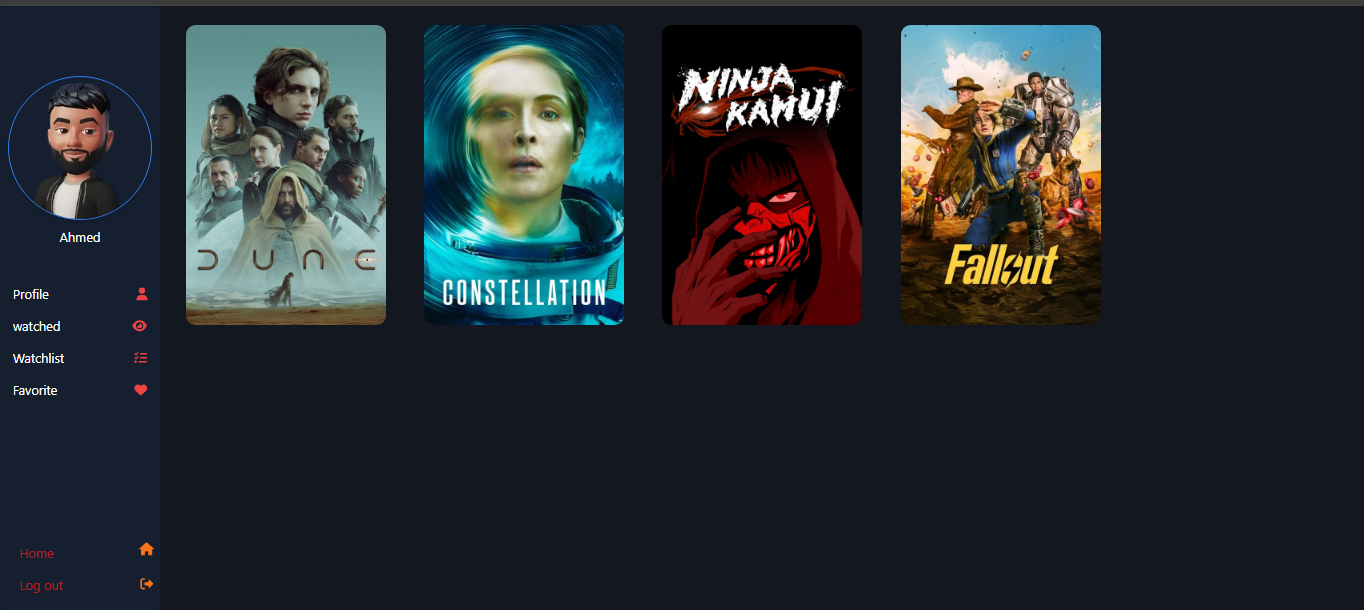 Ahmed
Profile
watched
Watchlist
Favorite
Home
Log out
DUNE
CONSTELLATION
NINJA
KAMUI
Fallout